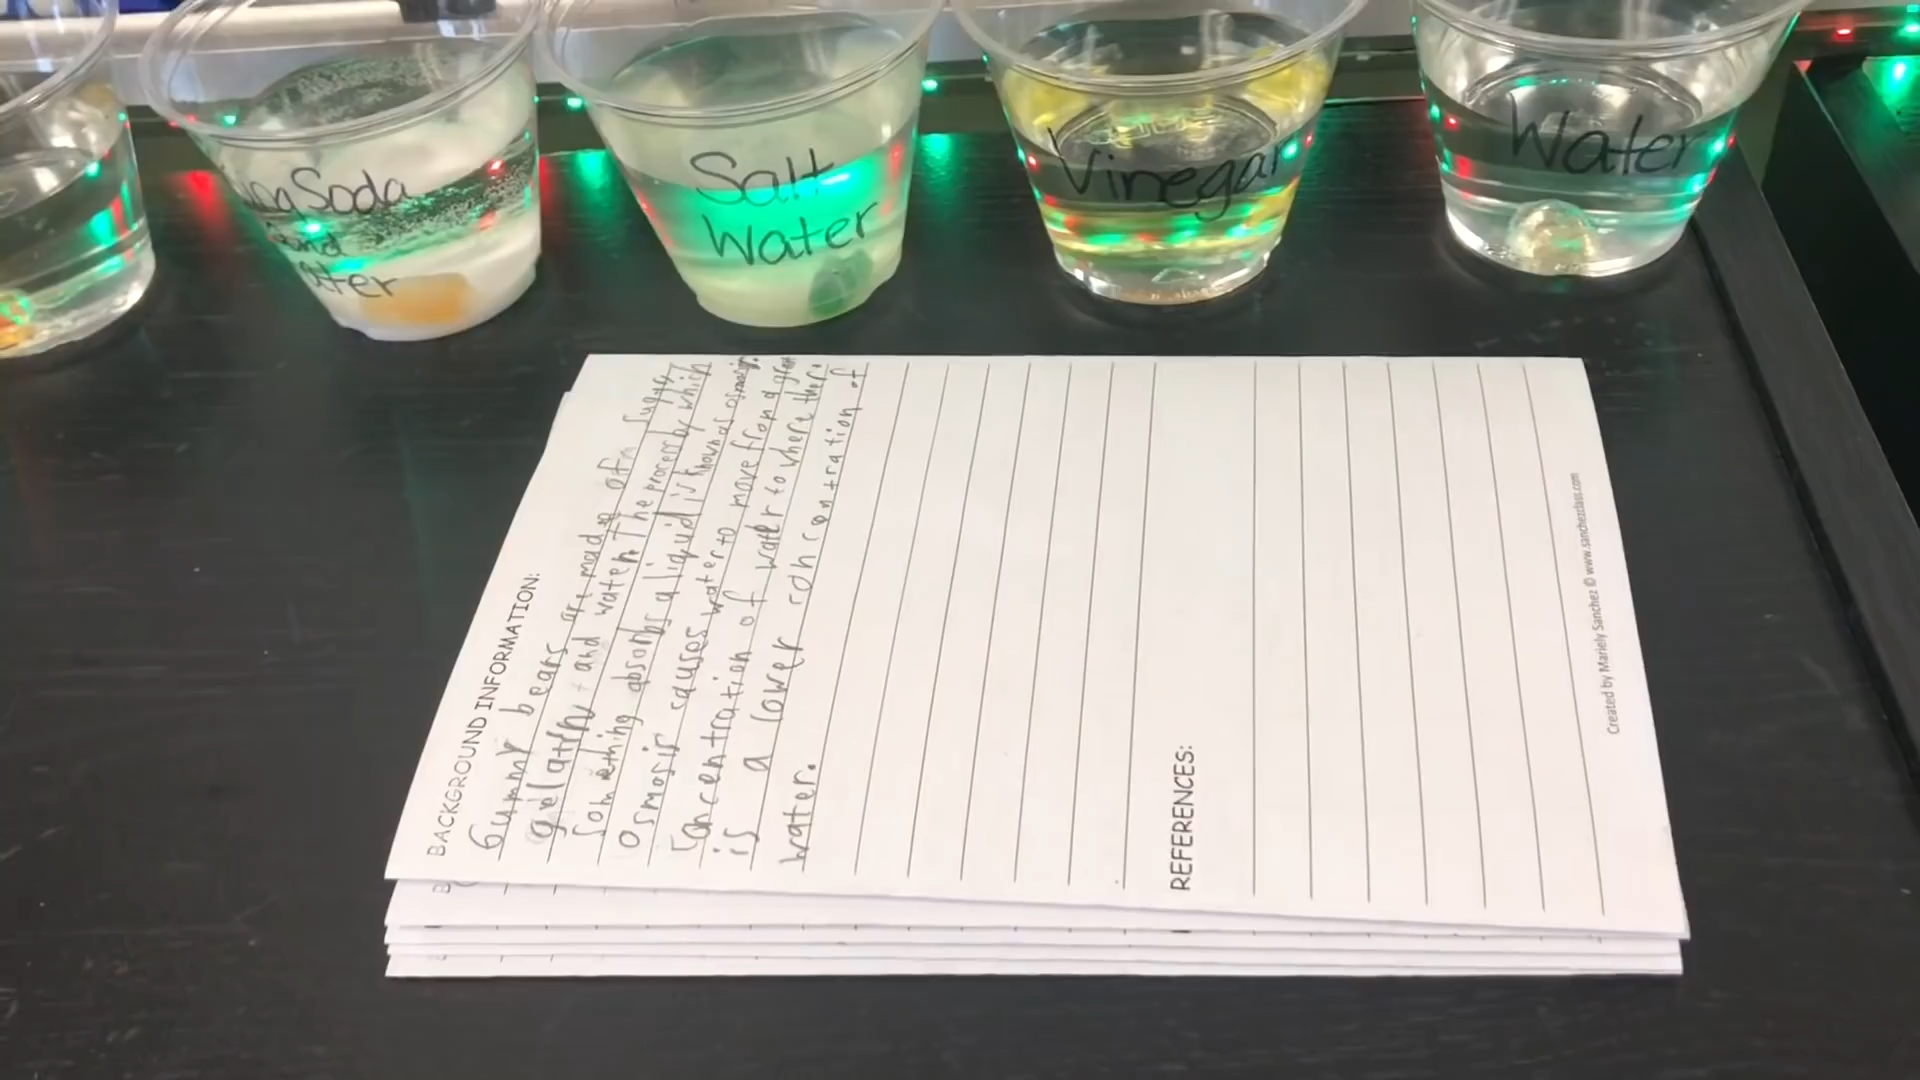 Soda
and
Salt
Water
Vinegar
Water
BACKGROUND INFORMATION:
Gummy bears are made of sugar,
gelatin and water. The process by which
something absorbs a liquid is known as osmosis.
Osmosis causes water to move from a
concentration of water to where there
is a lower concentration of
water.
REFERENCES:
Created by Mariely Sanchez © www.sanchezclass.com